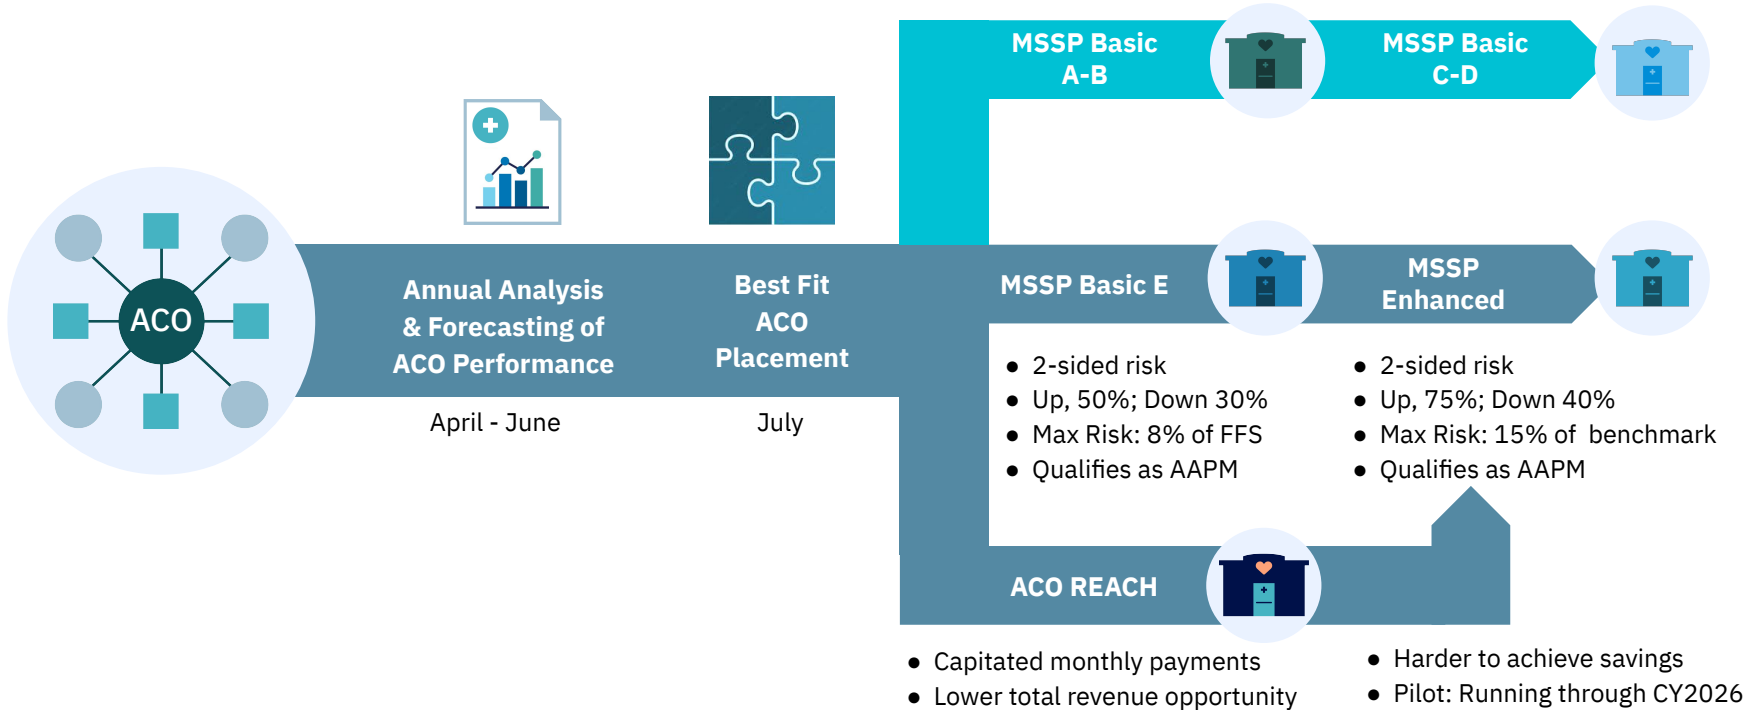 ACO
Annual Analysis
& Forecasting of
ACO Performance
April - June
Best Fit
ACO
Placement
July
MSSP Basic
A-B
MSSP Basic
C-D
MSSP Basic E
MSSP
Enhanced
● 2-sided risk
● Up, 50%; Down 30%
● Max Risk: 8% of FFS
● Qualifies as AAPM
● 2-sided risk
● Up, 75%; Down 40%
● Max Risk: 15% of benchmark
● Qualifies as AAPM
ACO REACH
● Capitated monthly payments
● Lower total revenue opportunity
● Harder to achieve savings
● Pilot: Running through CY2026